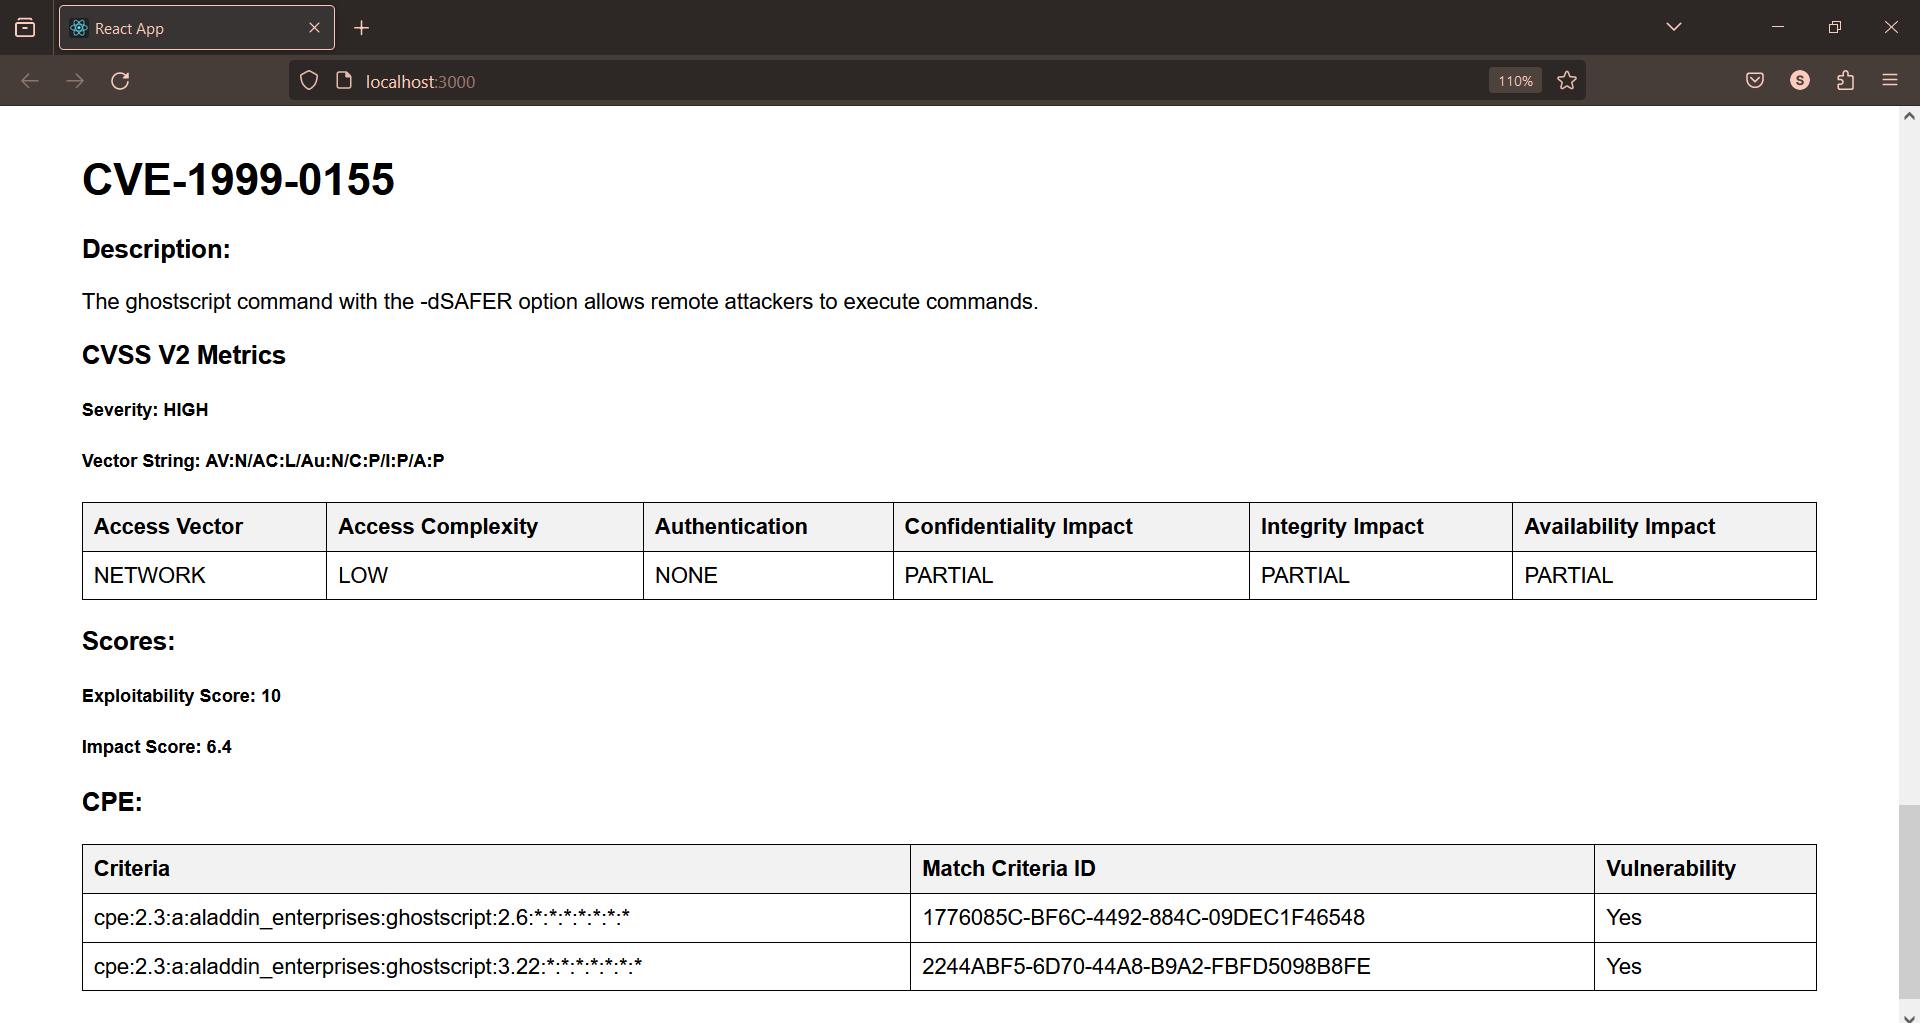 React App
localhost:3000
110%
S
CVE-1999-0155
Description:
The ghostscript command with the -dSAFER option allows remote attackers to execute commands.
CVSS V2 Metrics
Severity: HIGH
Vector String: AV:N/AC:L/Au:N/C:P/I:P/A:P
Access Vector Access Complexity Authentication Confidentiality Impact Integrity Impact Availability Impact
NETWORK LOW NONE PARTIAL PARTIAL PARTIAL
Scores:
Exploitability Score: 10
Impact Score: 6.4
CPE:
Criteria Match Criteria ID Vulnerability
cpe:2.3:a:aladdin_enterprises:ghostscript:2.6:*:*:*:*:*:*:* 1776085C-BF6C-4492-884C-09DEC1F46548 Yes
cpe:2.3:a:aladdin_enterprises:ghostscript:3.22:*:*:*:*:*:*:* 2244ABF5-6D70-44A8-B9A2-FBFD5098B8FE Yes